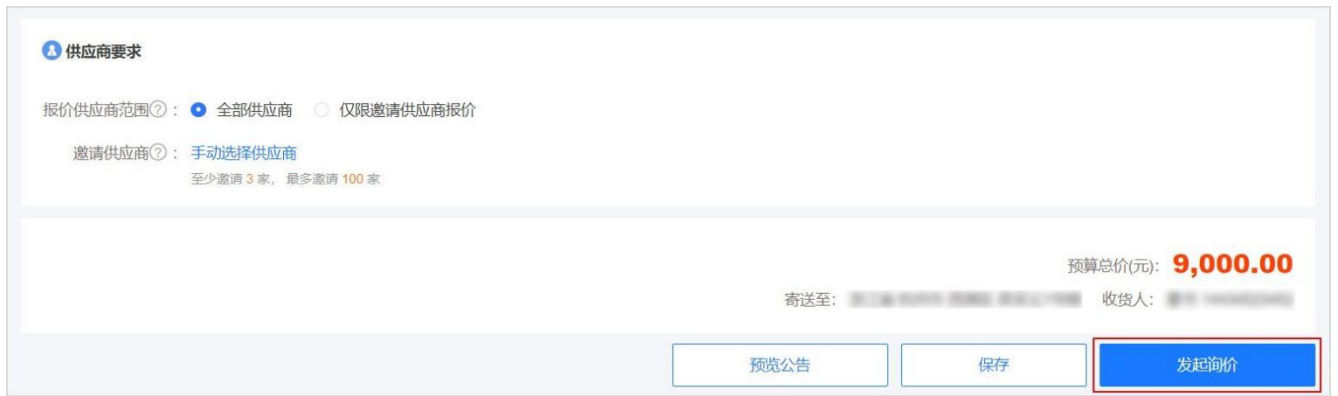 供应商要求
报价供应商范围?： 全部供应商 仅限邀请供应商报价
邀请供应商?： 手动选择供应商
至少邀请 3 家， 最多邀请 100 家
预算总价(元): 9,000.00
寄送至: 收货人:
预览公告 保存 发起询价